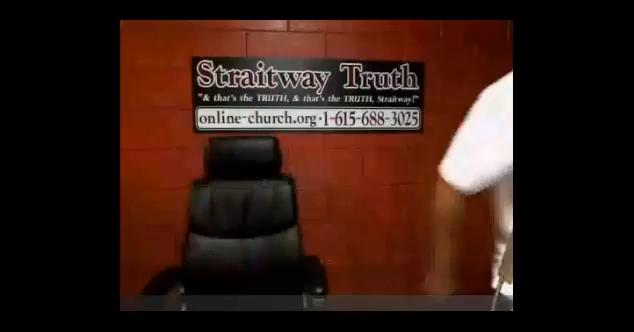 Straitway Truth
"& that's the TRUTH, & that's the TRUTH, Straitway!"
online-church.org·1-615-688-3025